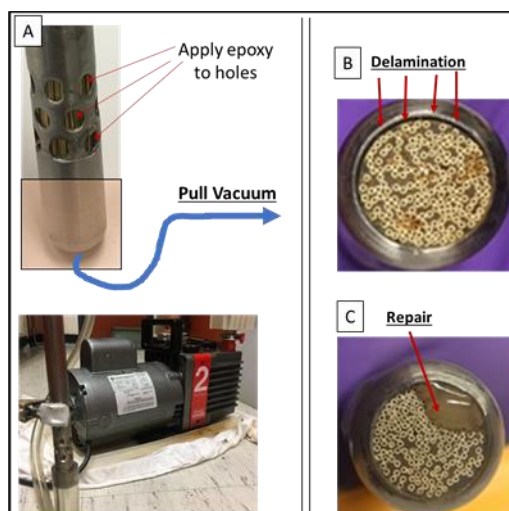 A
Apply epoxy
to holes
Pull Vacuum
2
B
Delamination
C
Repair